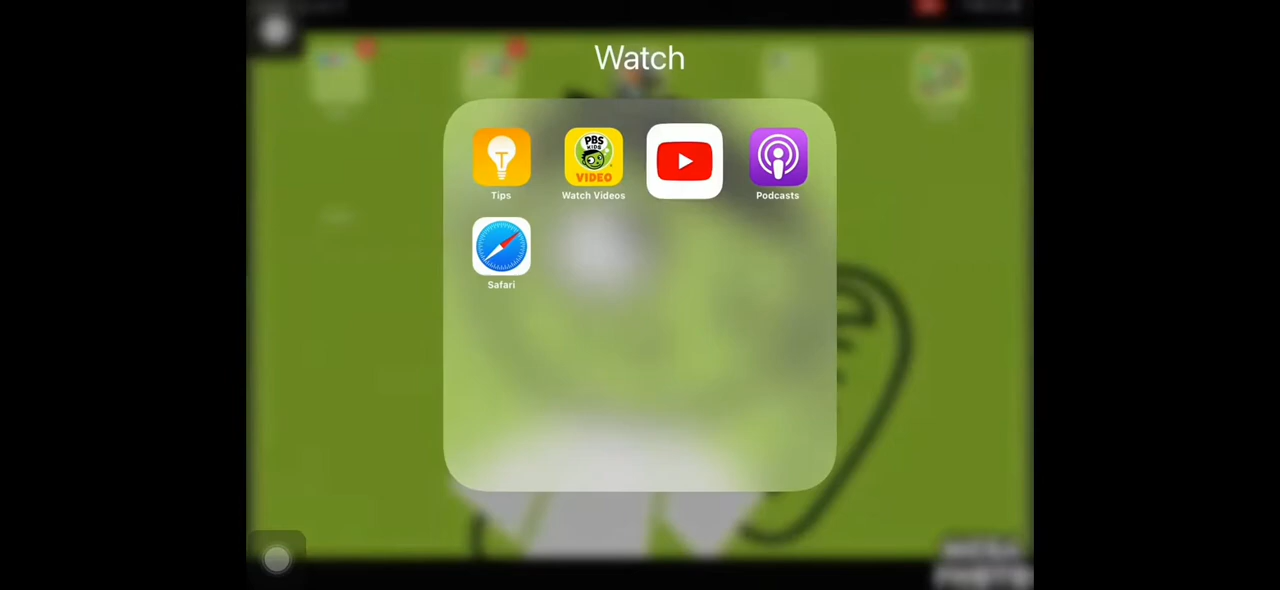 Watch
PBS
KIDS
VIDEO
Tips
Watch Videos
Podcasts
Safari